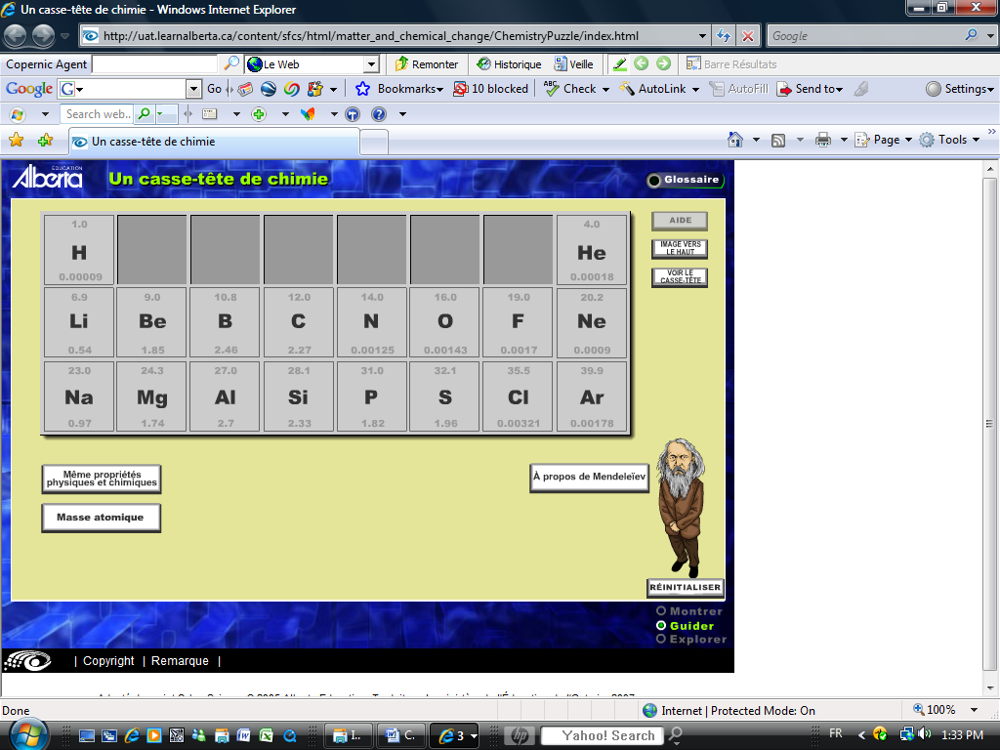 Un casse-tête de chimie - Windows Internet Explorer
http://uat.learnalberta.ca/content/sfcs/html/matter_and_chemical_change/ChemistryPuzzle/index.html
Google
Copernic Agent Le Web Remonter Historique Veille Barre Résultats
Google G Go Bookmarks 10 blocked ABC Check AutoLink AutoFill Send to Settings
Search web...
Un casse-tête de chimie Page Tools
EDUCATION
Alberta Un casse-tête de chimie Glossaire
1.0 4.0
H He
0.00009 0.00018
6.9 9.0 10.8 12.0 14.0 16.0 19.0 20.2
Li Be B C N O F Ne
0.54 1.85 2.46 2.27 0.00125 0.00143 0.0017 0.0009
23.0 24.3 27.0 28.1 31.0 32.1 35.5 39.9
Na Mg Al Si P S Cl Ar
0.97 1.74 2.7 2.33 1.82 1.96 0.00321 0.00178
AIDE
IMAGE VERS
LE HAUT
VOIR LE
CASSE-TÊTE
Même propriétés
physiques et chimiques
Masse atomique
À propos de Mendeleïev
RÉINITIALISER
Montrer
Guider
Explorer
| Copyright | Remarque |
Done Internet | Protected Mode: On 100%
I.. C. 3 hp Yahoo! Search FR 1:33 PM